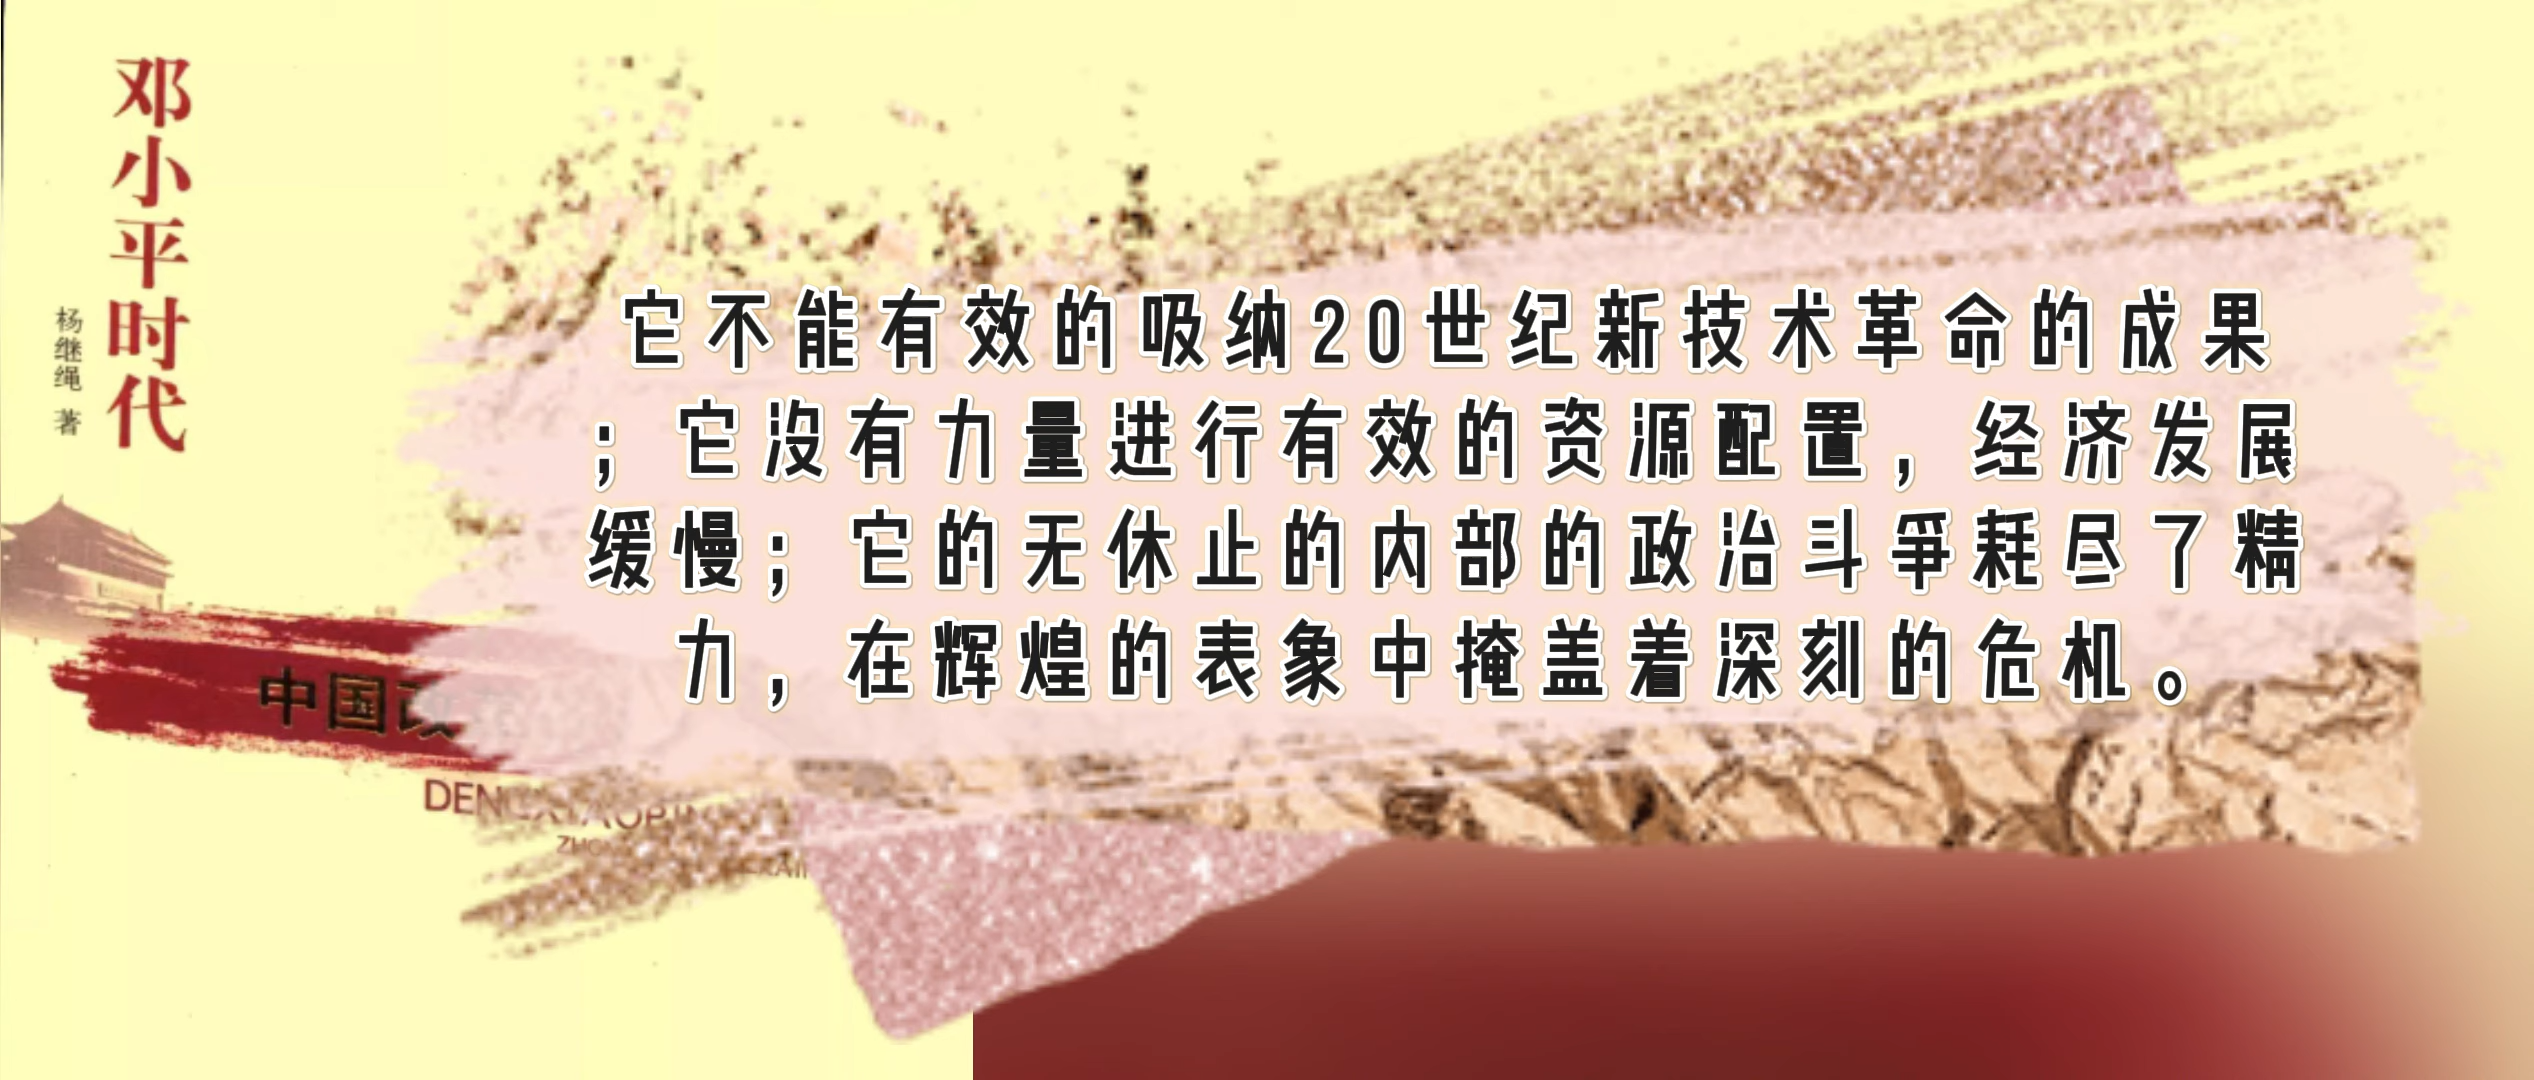 邓小平时代
杨继绳 著
它不能有效的吸纳20世纪新技术革命的成果
；它没有力量进行有效的资源配置，经济发展
缓慢；它的无休止的内部的政治斗争耗尽了精
力，在辉煌的表象中掩盖着深刻的危机。
中国改
DENGXIAOPING